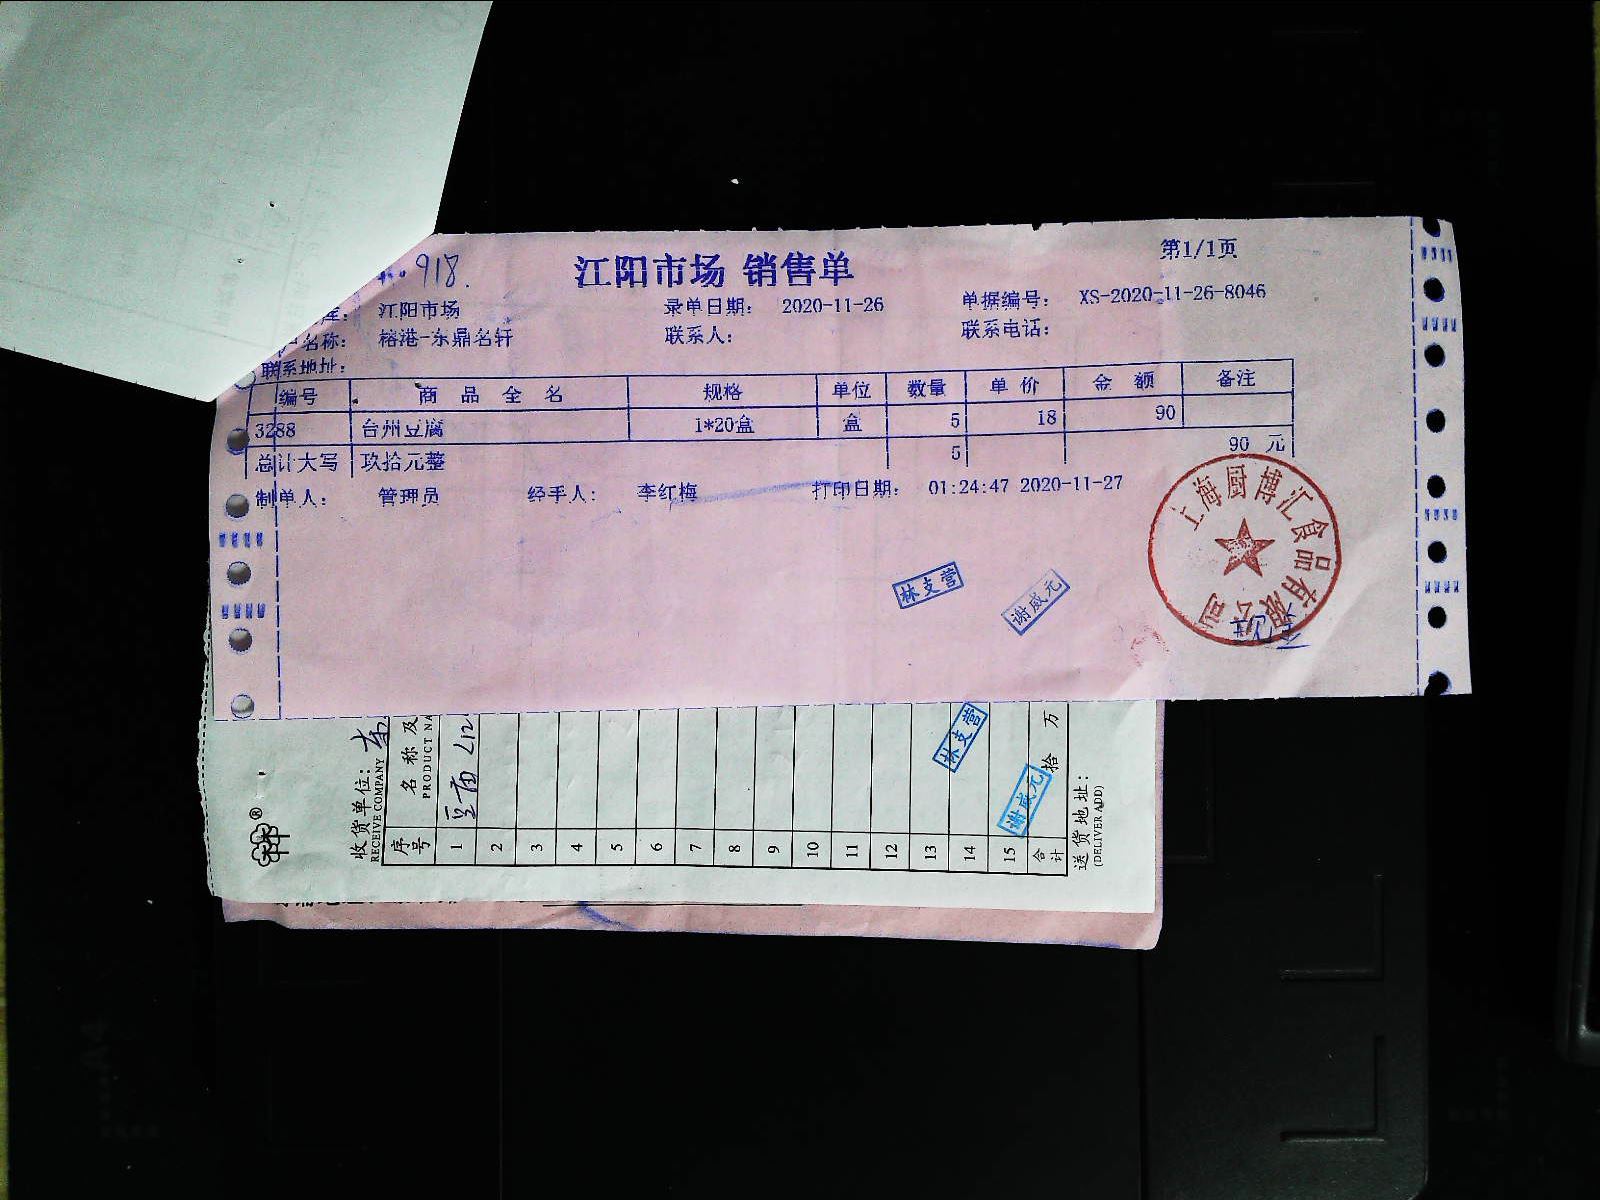 918.
江阳市场 销售单
第1/1页
库: 江阳市场 录单日期: 2020-11-26 单据编号: XS-2020-11-26-8046
名称: 榕港-东鼎名轩 联系人: 联系电话:
联系地址:
编号 商品全名 规格 单位 数量 单价 金额 备注
3288 台州豆腐 1*20盒 盒 5 18 90
总计大写 玖拾元整 5 90 元
制单人: 管理员 经手人: 李红梅 打印日期: 01:24:47 2020-11-27
上海厨博汇食品有限公司
林支营
谢威元
收货单位:
RECEIVE COMPANY
序号 名称及
PRODUCT NA
1 豆腐
2
3
4
5
6
7
8
9
10
11
12
13
14
15
合计 拾 万
林支营
谢威元
送货地址:
(DELIVER ADD)
A4